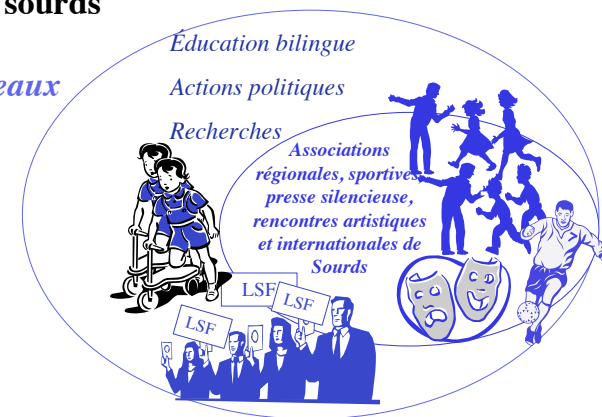 sourds
eaux
Éducation bilingue
Actions politiques
Recherches
Associations
régionales, sportives,
presse silencieuse,
rencontres artistiques
et internationales de
Sourds
LSF
LSF
LSF